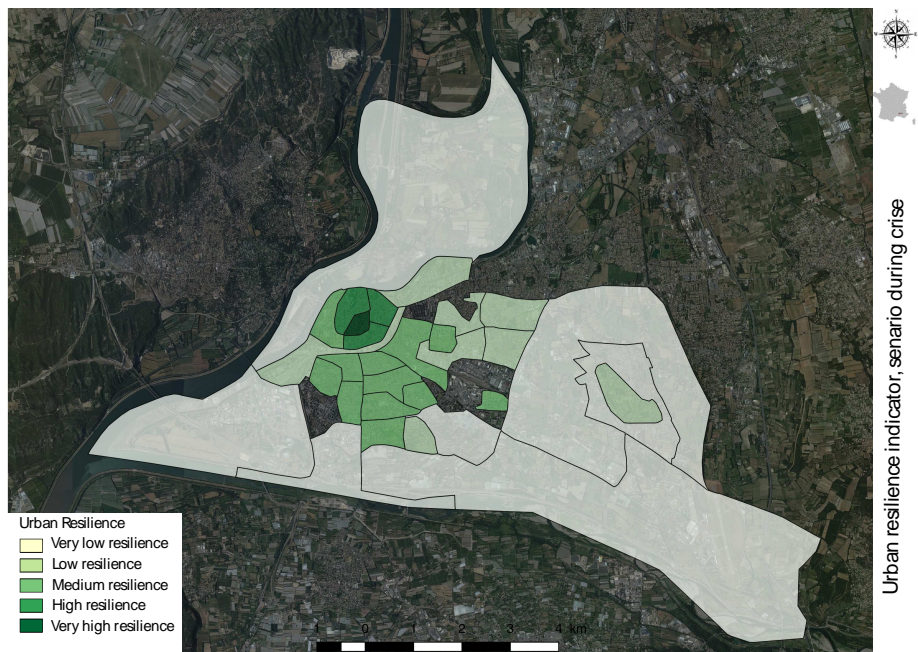 Urban resilience indicator, senario during crise
Urban Resilience
Very low resilience
Low resilience
Medium resilience
High resilience
Very high resilience
1 0 1 2 3 4 km